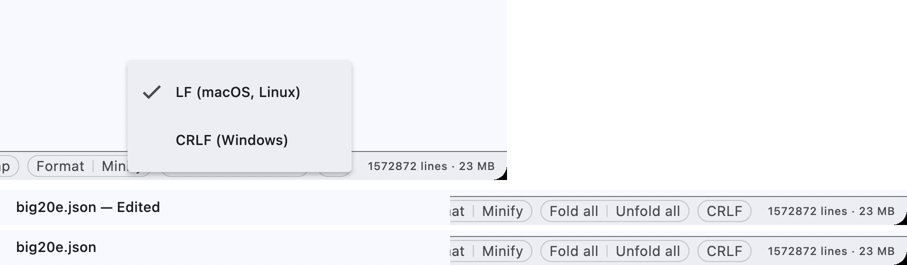 LF (macOS, Linux)
CRLF (Windows)
Format 1572872 lines · 23 MB
big20e.json — Edited
Minify Fold all Unfold all CRLF 1572872 lines · 23 MB
big20e.json
Minify Fold all Unfold all CRLF 1572872 lines · 23 MB